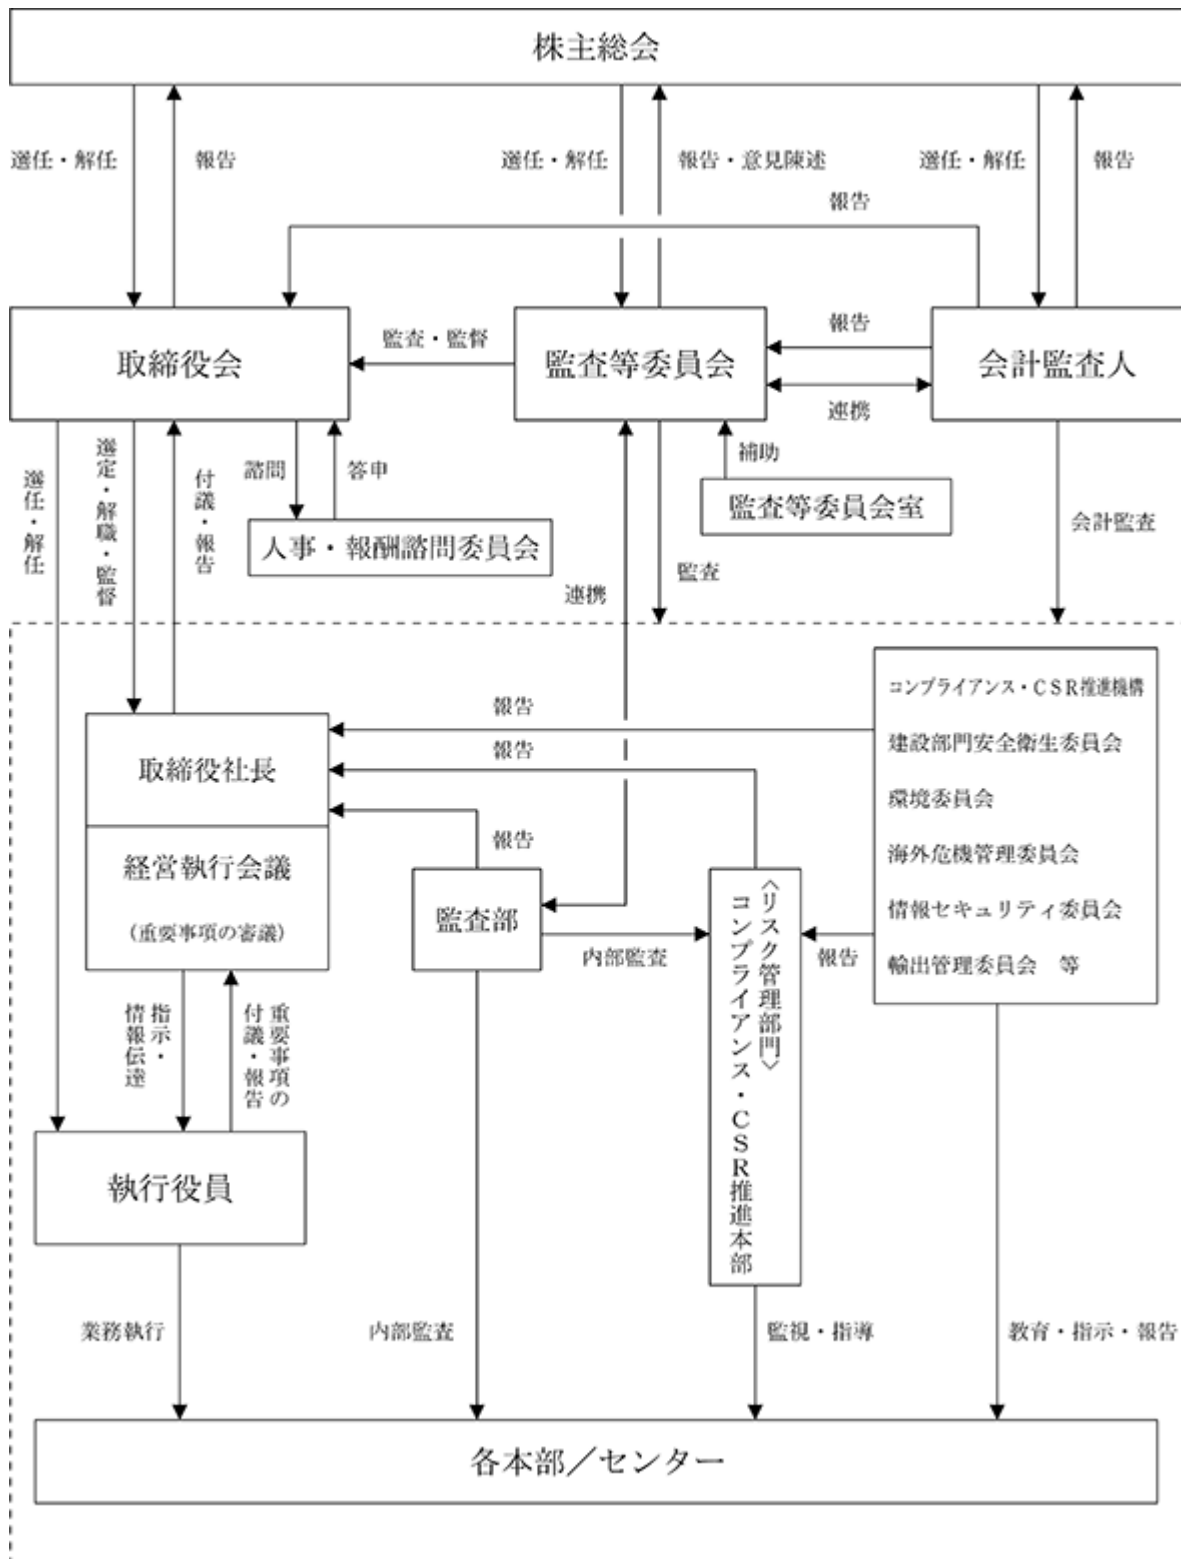 株主総会
選任・解任
報告
選任・解任
報告・意見陳述
選任・解任
報告
報告
取締役会
監査・監督
監査等委員会
報告
連携
会計監査人
選任・解任
選定・解職・監督
付議・報告
諮問
答申
人事・報酬諮問委員会
補助
監査等委員会室
連携
監査
会計監査
取締役社長
経営執行会議
(重要事項の審議)
報告
報告
報告
コンプライアンス・CSR推進機構
建設部門安全衛生委員会
環境委員会
海外危機管理委員会
情報セキュリティ委員会
輸出管理委員会 等
監査部
内部監査
〈リスク管理部門〉
コンプライアンス・CSR推進本部
報告
指示・
情報伝達
重要事項の
付議・報告
執行役員
業務執行
内部監査
監視・指導
教育・指示・報告
各本部/センター